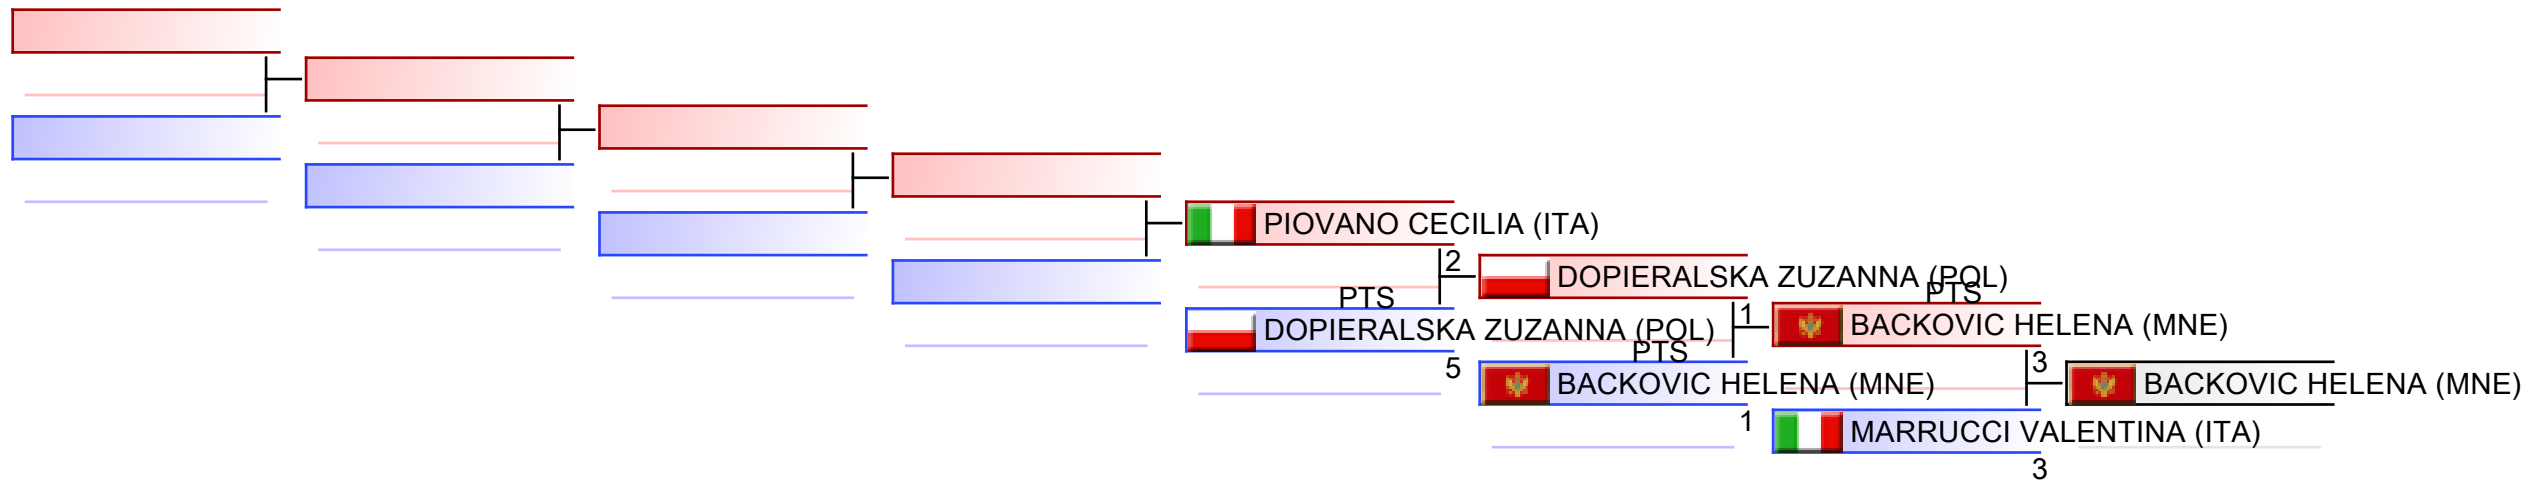 PIOVANO CECILIA (ITA)
2
PTS
DOPIERALSKA ZUZANNA (POL)
5
DOPIERALSKA ZUZANNA (POL)
1
PTS
BACKOVIC HELENA (MNE)
1
PTS
BACKOVIC HELENA (MNE)
3
MARRUCCI VALENTINA (ITA)
3
BACKOVIC HELENA (MNE)